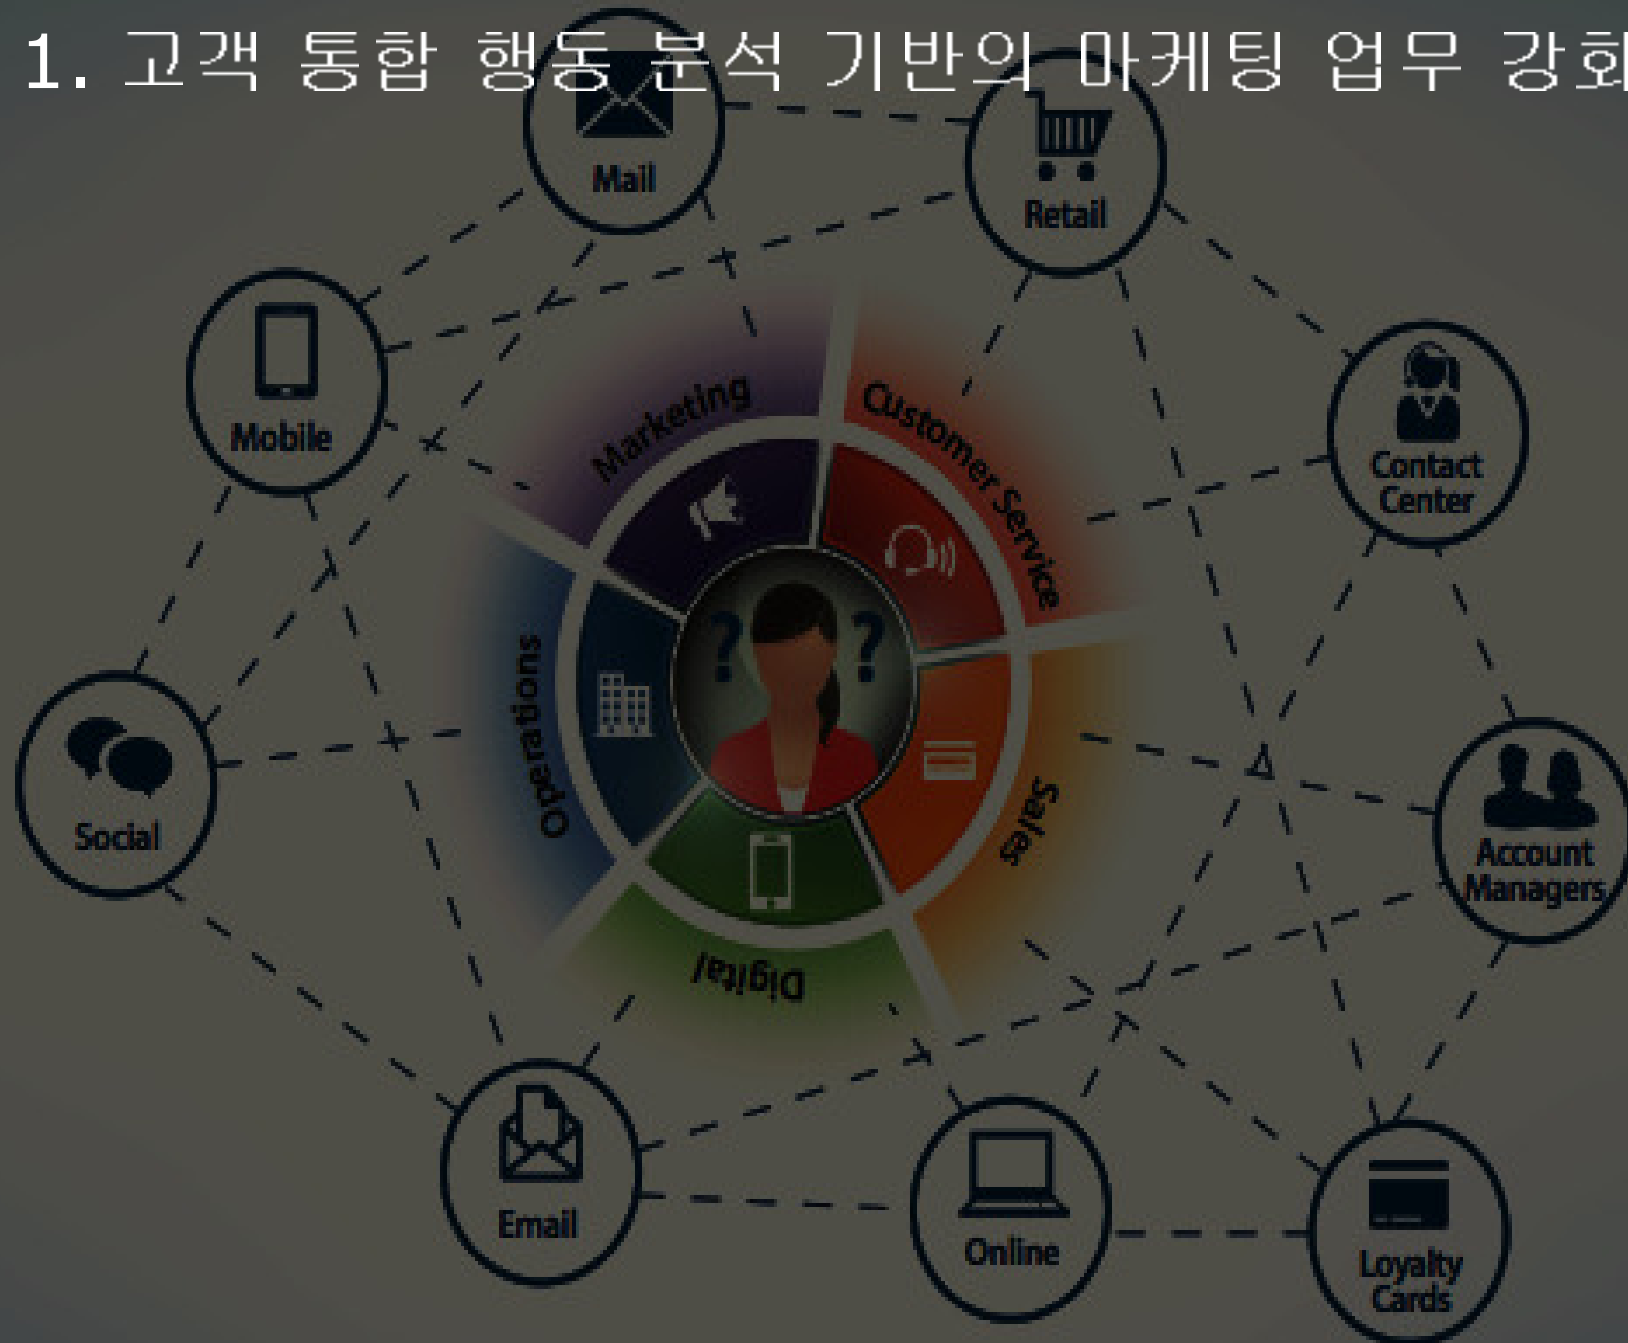 1. 고객 통합 행동 분석 기반의 마케팅 업무 강화
Mail
Retail
Mobile
Contact
Center
Marketing
Customer Service
Operations
Sales
Digital
Social
Account
Managers
Email
Online
Loyalty
Cards
? ?